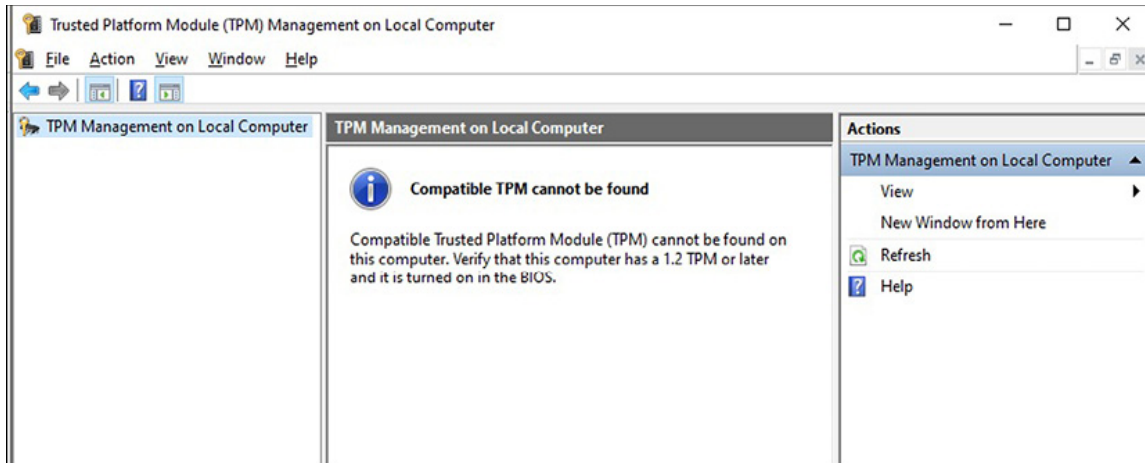 Trusted Platform Module (TPM) Management on Local Computer
File Action View Window Help
TPM Management on Local Computer
TPM Management on Local Computer
Compatible TPM cannot be found
Compatible Trusted Platform Module (TPM) cannot be found on
this computer. Verify that this computer has a 1.2 TPM or later
and it is turned on in the BIOS.
Actions
TPM Management on Local Computer
View
New Window from Here
Refresh
Help